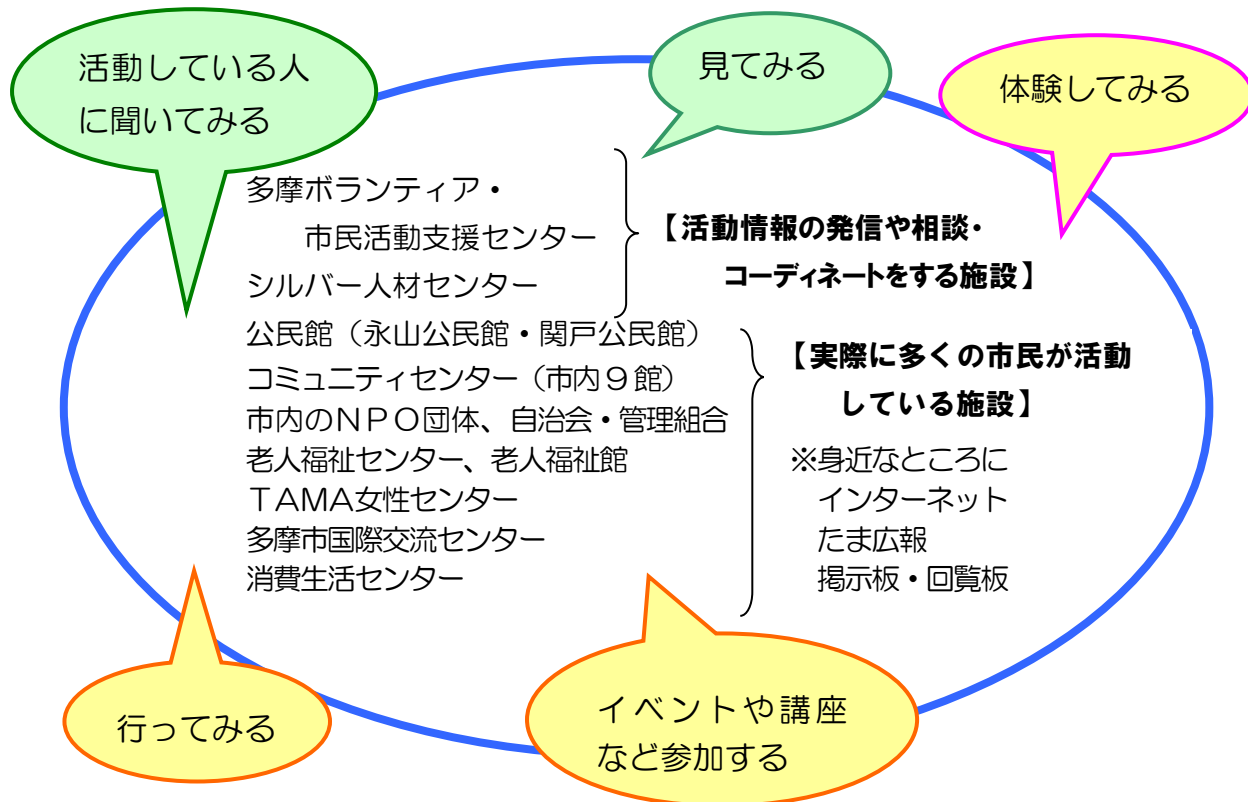 活動している人
に聞いてみる
見てみる
体験してみる
多摩ボランティア・
市民活動支援センター
シルバー人材センター
【活動情報の発信や相談・
コーディネートをする施設】
公民館（永山公民館・関戸公民館）
コミュニティセンター（市内９館）
市内のＮＰＯ団体、自治会・管理組合
老人福祉センター、老人福祉館
ＴＡＭＡ女性センター
多摩市国際交流センター
消費生活センター
【実際に多くの市民が活動
している施設】
※身近なところに
インターネット
たま広報
掲示板・回覧板
行ってみる
イベントや講座
など参加する